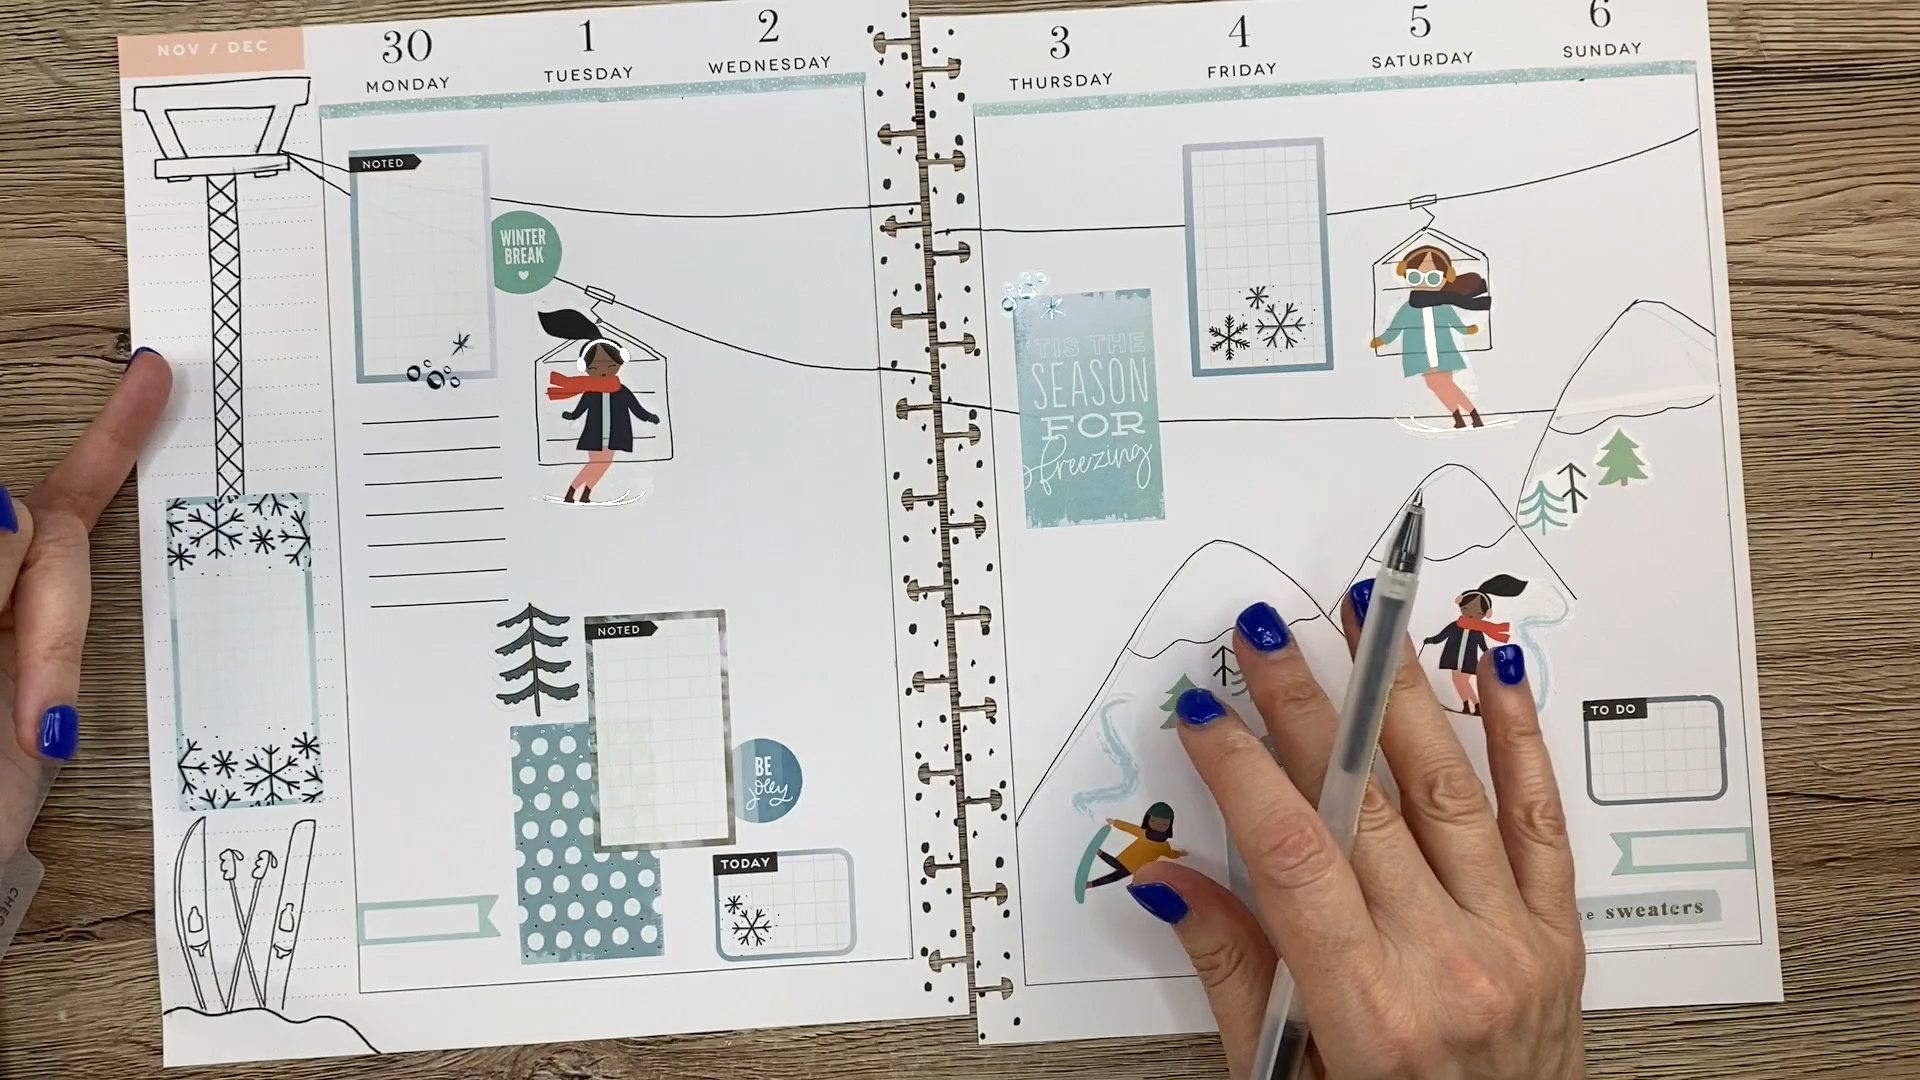 NOV / DEC
30
MONDAY
1
TUESDAY
2
WEDNESDAY
3
THURSDAY
4
FRIDAY
5
SATURDAY
6
SUNDAY
NOTED
WINTER
BREAK
'TIS THE
SEASON
FOR
freezing
NOTED
BE
jolly
TODAY
TO DO
sweaters